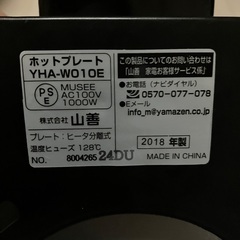 ホットプレート
YHA-W010E
PS
E
MUSEE
AC100V
1000W
株式会社 山善
プレート:ヒータ分離式
温度ヒューズ128℃
NO. 8004265 24DU
この製品についてのお問い合わせは
「山善 家電お客様サービス係」
●お電話(ナビダイヤル)
0570-077-078
●Eメール
info_m@yamazen.co.jp
2018 年製
MADE IN CHINA